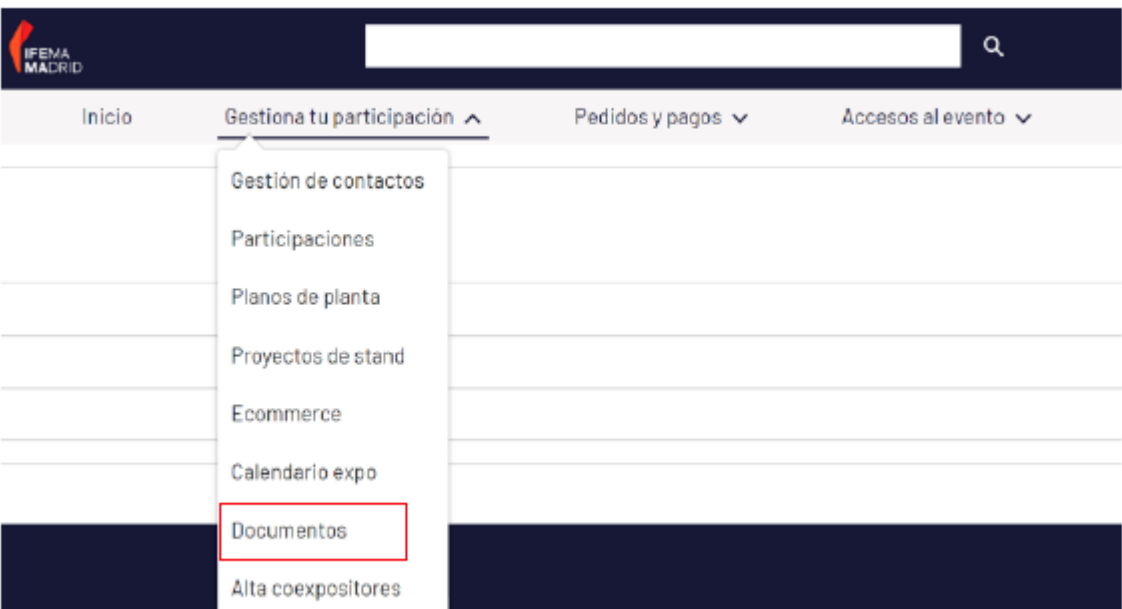 IFEMA
MADRID
Inicio Gestiona tu participación Pedidos y pagos Accesos al evento
Gestión de contactos
Participaciones
Planos de planta
Proyectos de stand
Ecommerce
Calendario expo
Documentos
Alta coexpositores